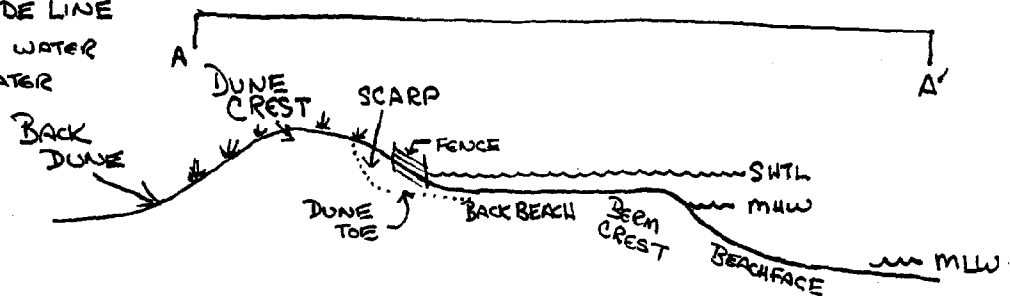 DE LINE
WATER
ATER
A
A'
DUNE
CREST
SCARP
BACK
DUNE
FENCE
SWTL
DUNE
TOE
BACK BEACH
BERM
CREST
MHW
BEACHFACE
MLW